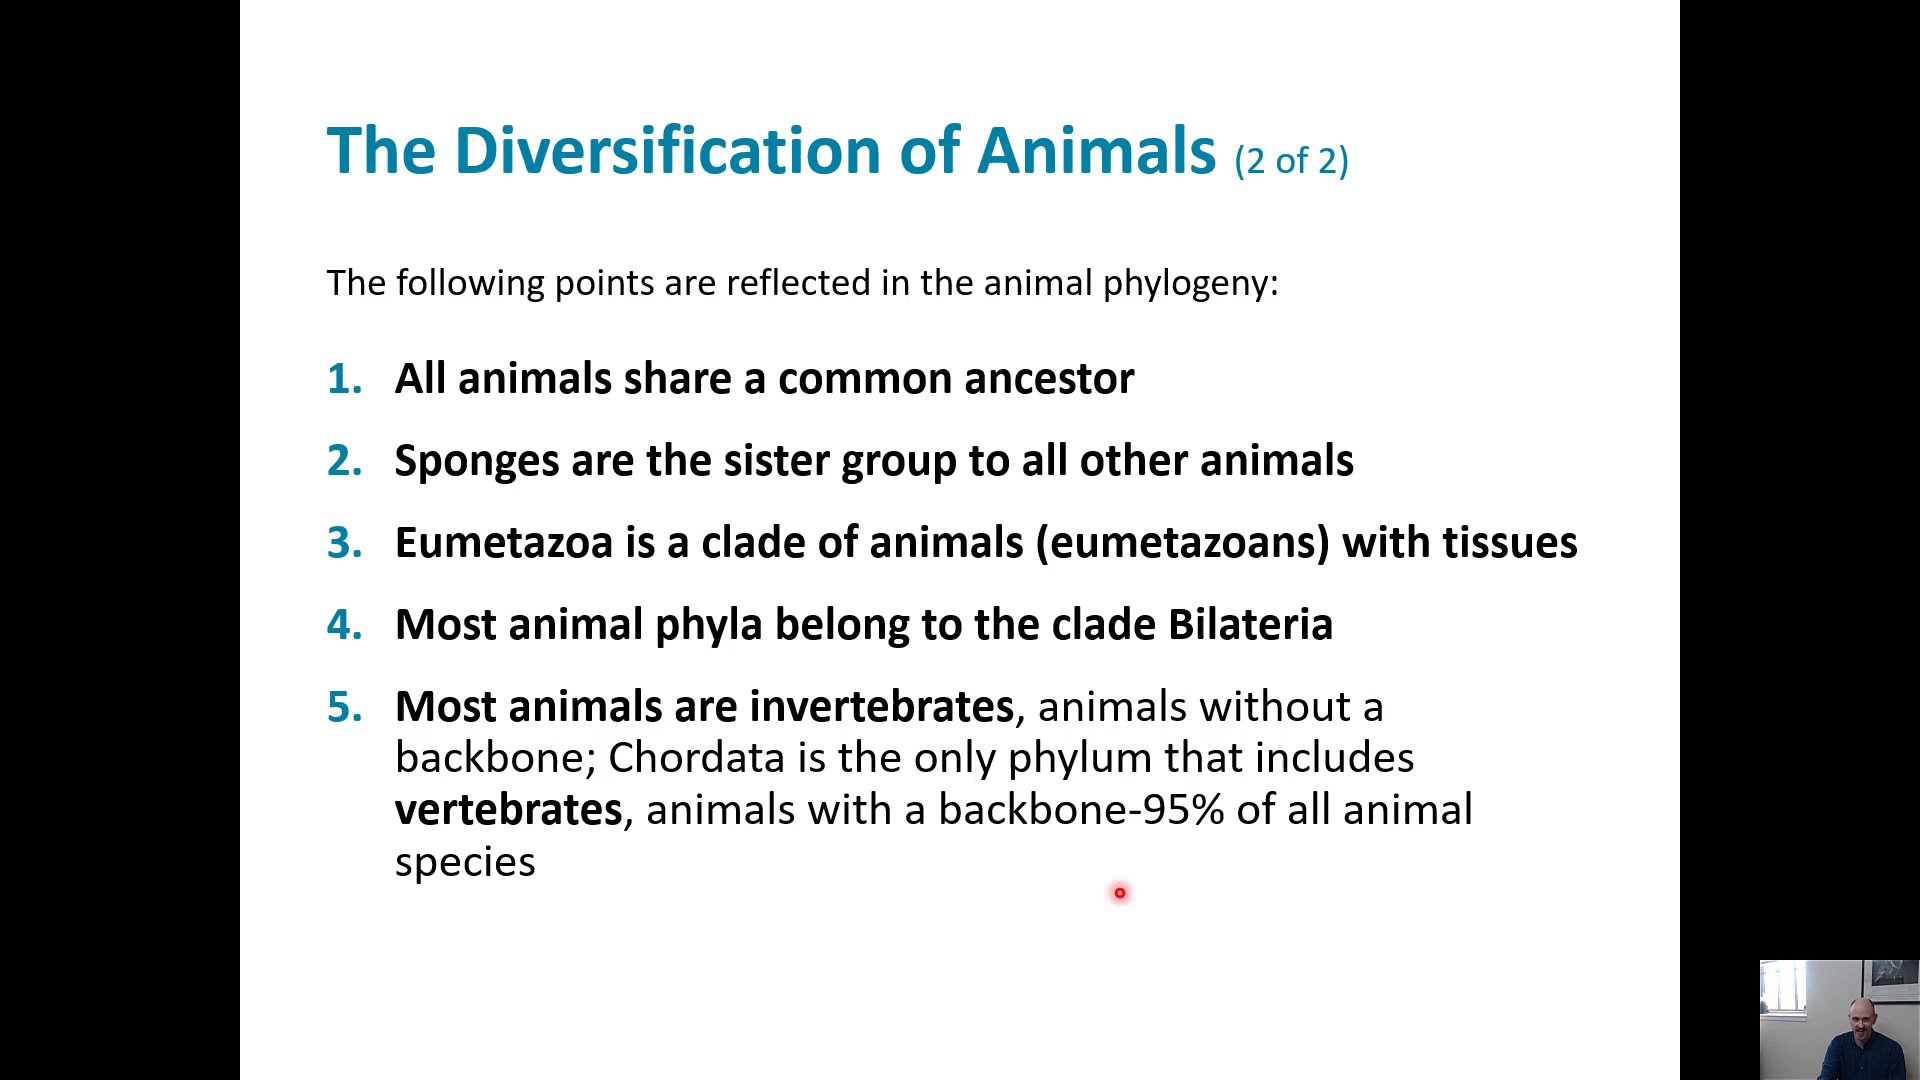 The Diversification of Animals (2 of 2)
The following points are reflected in the animal phylogeny:
1. All animals share a common ancestor
2. Sponges are the sister group to all other animals
3. Eumetazoa is a clade of animals (eumetazoans) with tissues
4. Most animal phyla belong to the clade Bilateria
5. Most animals are invertebrates, animals without a
backbone; Chordata is the only phylum that includes
vertebrates, animals with a backbone-95% of all animal
species